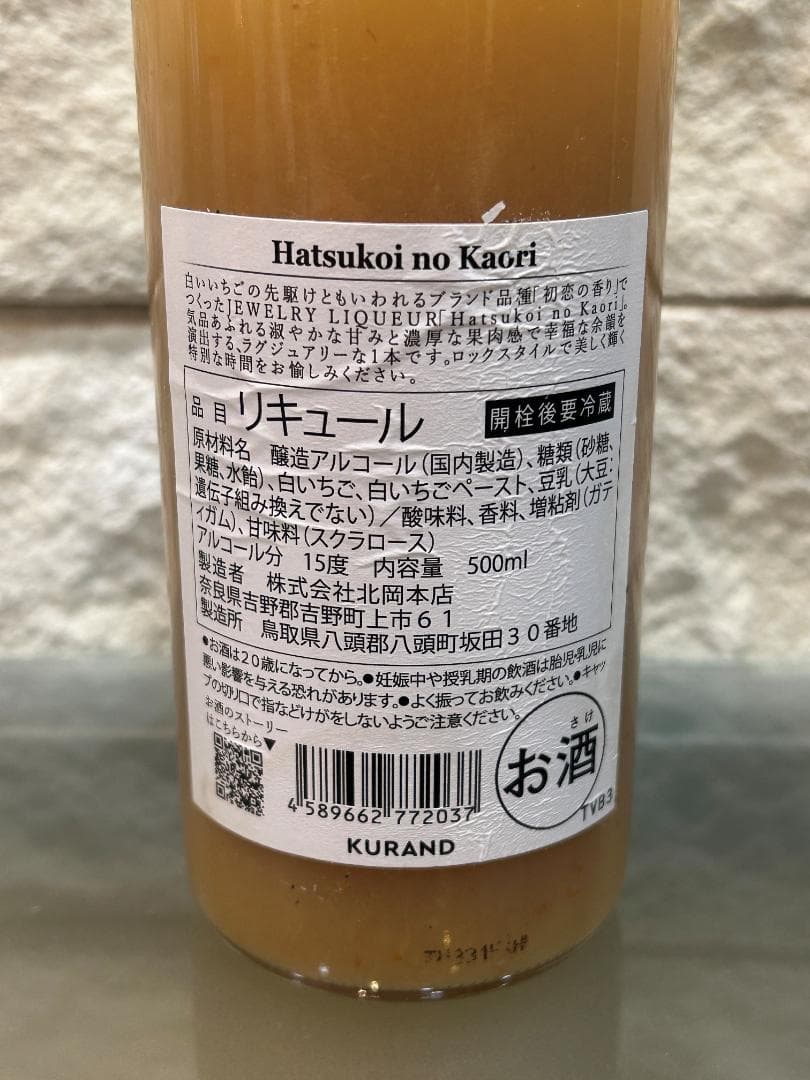 Hatsukoi no Kaori
白いいちごの先駆けともいわれるブランド品種「初恋の香り」で
つくったJEWELRY LIQUEUR「Hatsukoi no Kaori」。
気品あふれる淑やかな甘みと濃厚な果肉感で幸福な余韻を
演出する、ラグジュアリーな1本です。ロックスタイルで美しく輝く
特別な時間をお愉しみください。
品目 リキュール 開栓後要冷蔵
原材料名 醸造アルコール(国内製造)、糖類(砂糖、
果糖、水飴)、白いちご、白いちごペースト、豆乳(大豆:
遺伝子組み換えでない)/酸味料、香料、増粘剤(ガテ
ィガム)、甘味料(スクラロース)
アルコール分 15度 内容量 500ml
製造者 株式会社北岡本店
奈良県吉野郡吉野町上市61
製造所 鳥取県八頭郡八頭町坂田30番地
●お酒は20歳になってから。●妊娠中や授乳期の飲酒は胎児・乳児に
悪い影響を与える恐れがあります。●よく振ってお飲みください。●キャッ
プの切り口で指などけがをしないようご注意ください。
お酒のストーリー
はこちらから▼
さけ
お酒
4 589662 772037
TVB3
KURAND